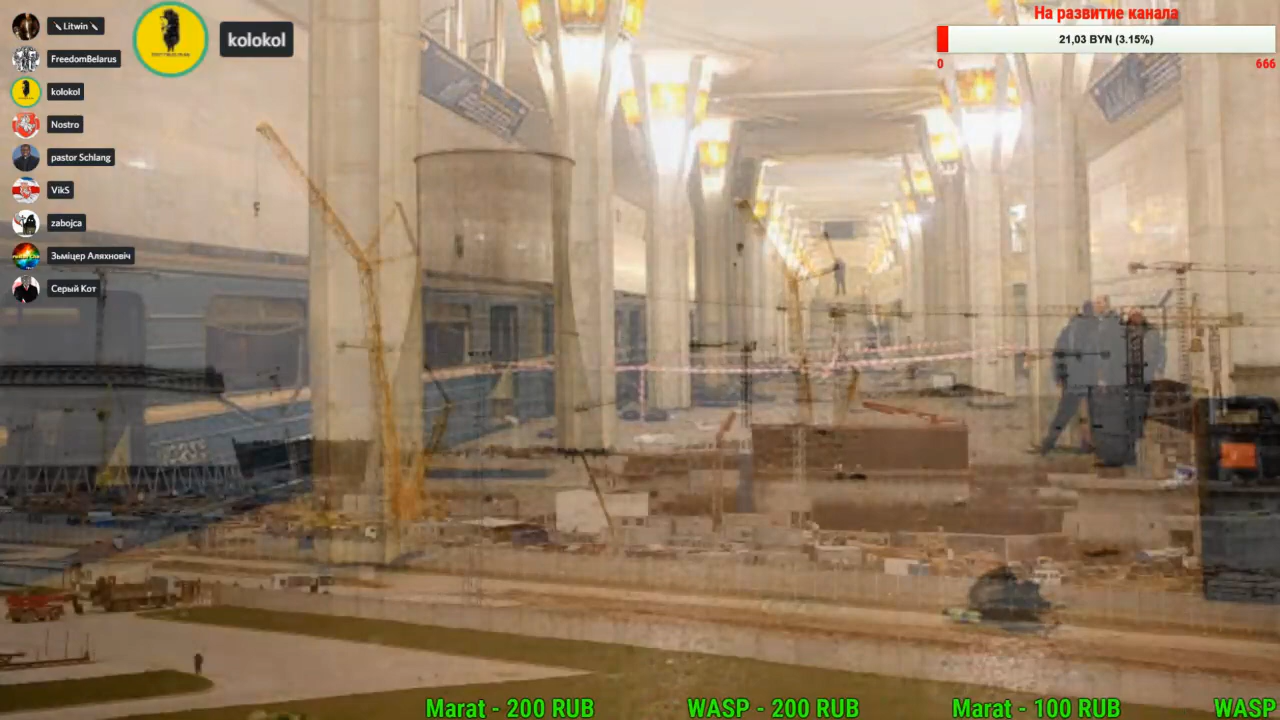 Litwin
FreedomBelarus
kolokol
Nostro
pastor Schlang
VikS
zabojca
Зьміцер Аляхновіч
Серый Кот
kolokol
На развитие канала
21,03 BYN (3.15%)
0
666
Marat - 200 RUB
WASP - 200 RUB
Marat - 100 RUB
WASP